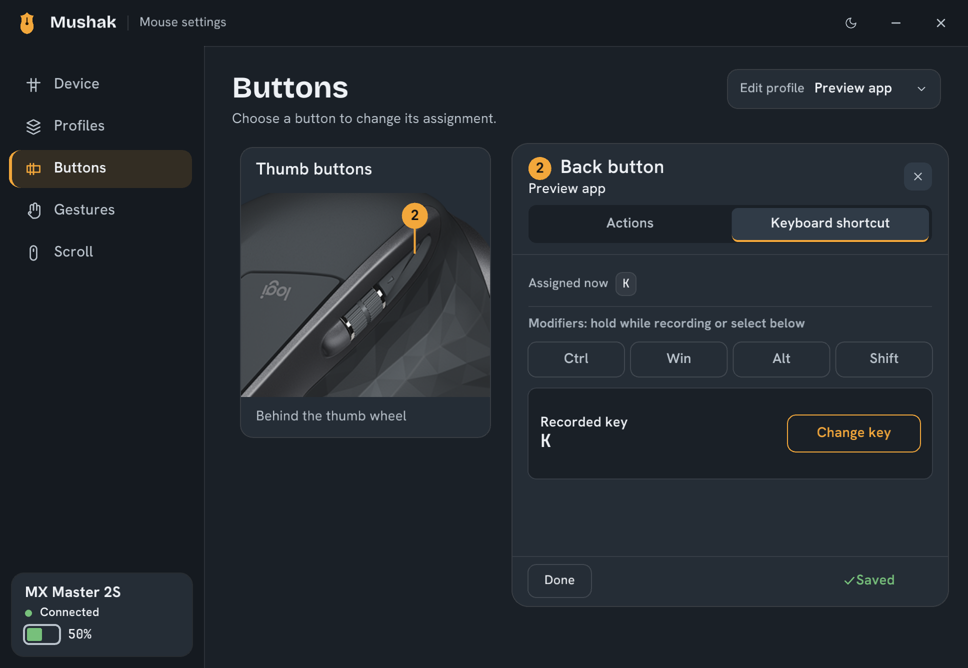 Mushak
Mouse settings
Device
Profiles
Buttons
Gestures
Scroll
MX Master 2S
Connected
50%
Buttons
Choose a button to change its assignment.
Edit profile Preview app
Thumb buttons
2
logi
Behind the thumb wheel
2 Back button
Preview app
Actions
Keyboard shortcut
Assigned now K
Modifiers: hold while recording or select below
Ctrl
Win
Alt
Shift
Recorded key
K
Change key
Done
Saved